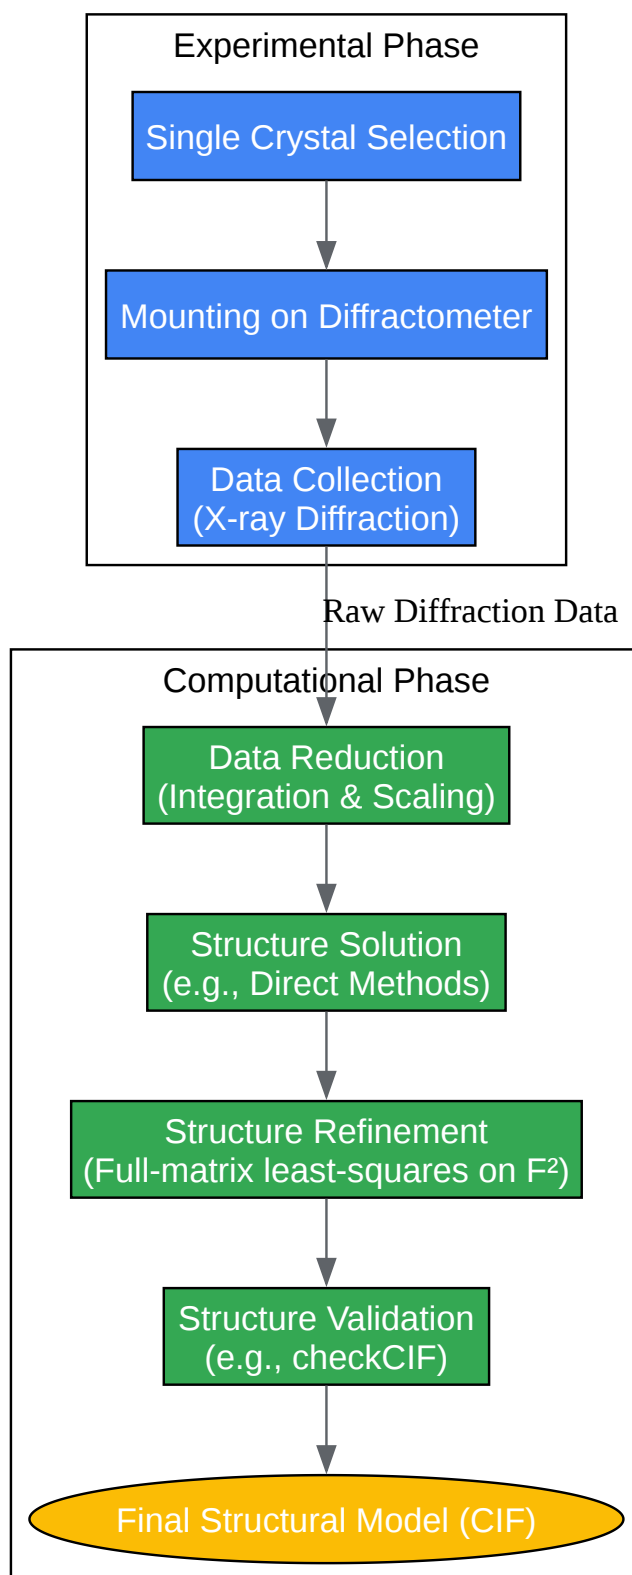 Experimental Phase
Single Crystal Selection
Mounting on Diffractometer
Data Collection
(X-ray Diffraction)
Raw Diffraction Data
Computational Phase
Data Reduction
(Integration & Scaling)
Structure Solution
(e.g., Direct Methods)
Structure Refinement
(Full-matrix least-squares on F²)
Structure Validation
(e.g., checkCIF)
Final Structural Model (CIF)